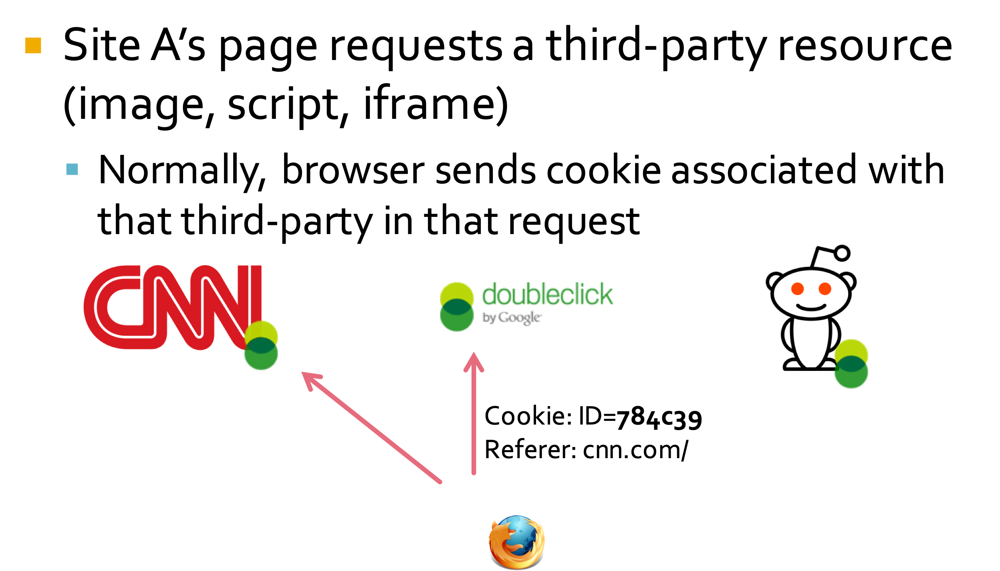 Site A's page requests a third-party resource
(image, script, iframe)
Normally, browser sends cookie associated with
that third-party in that request
CNN
doubleclick
by Google
Cookie: ID=784c39
Referer: cnn.com/